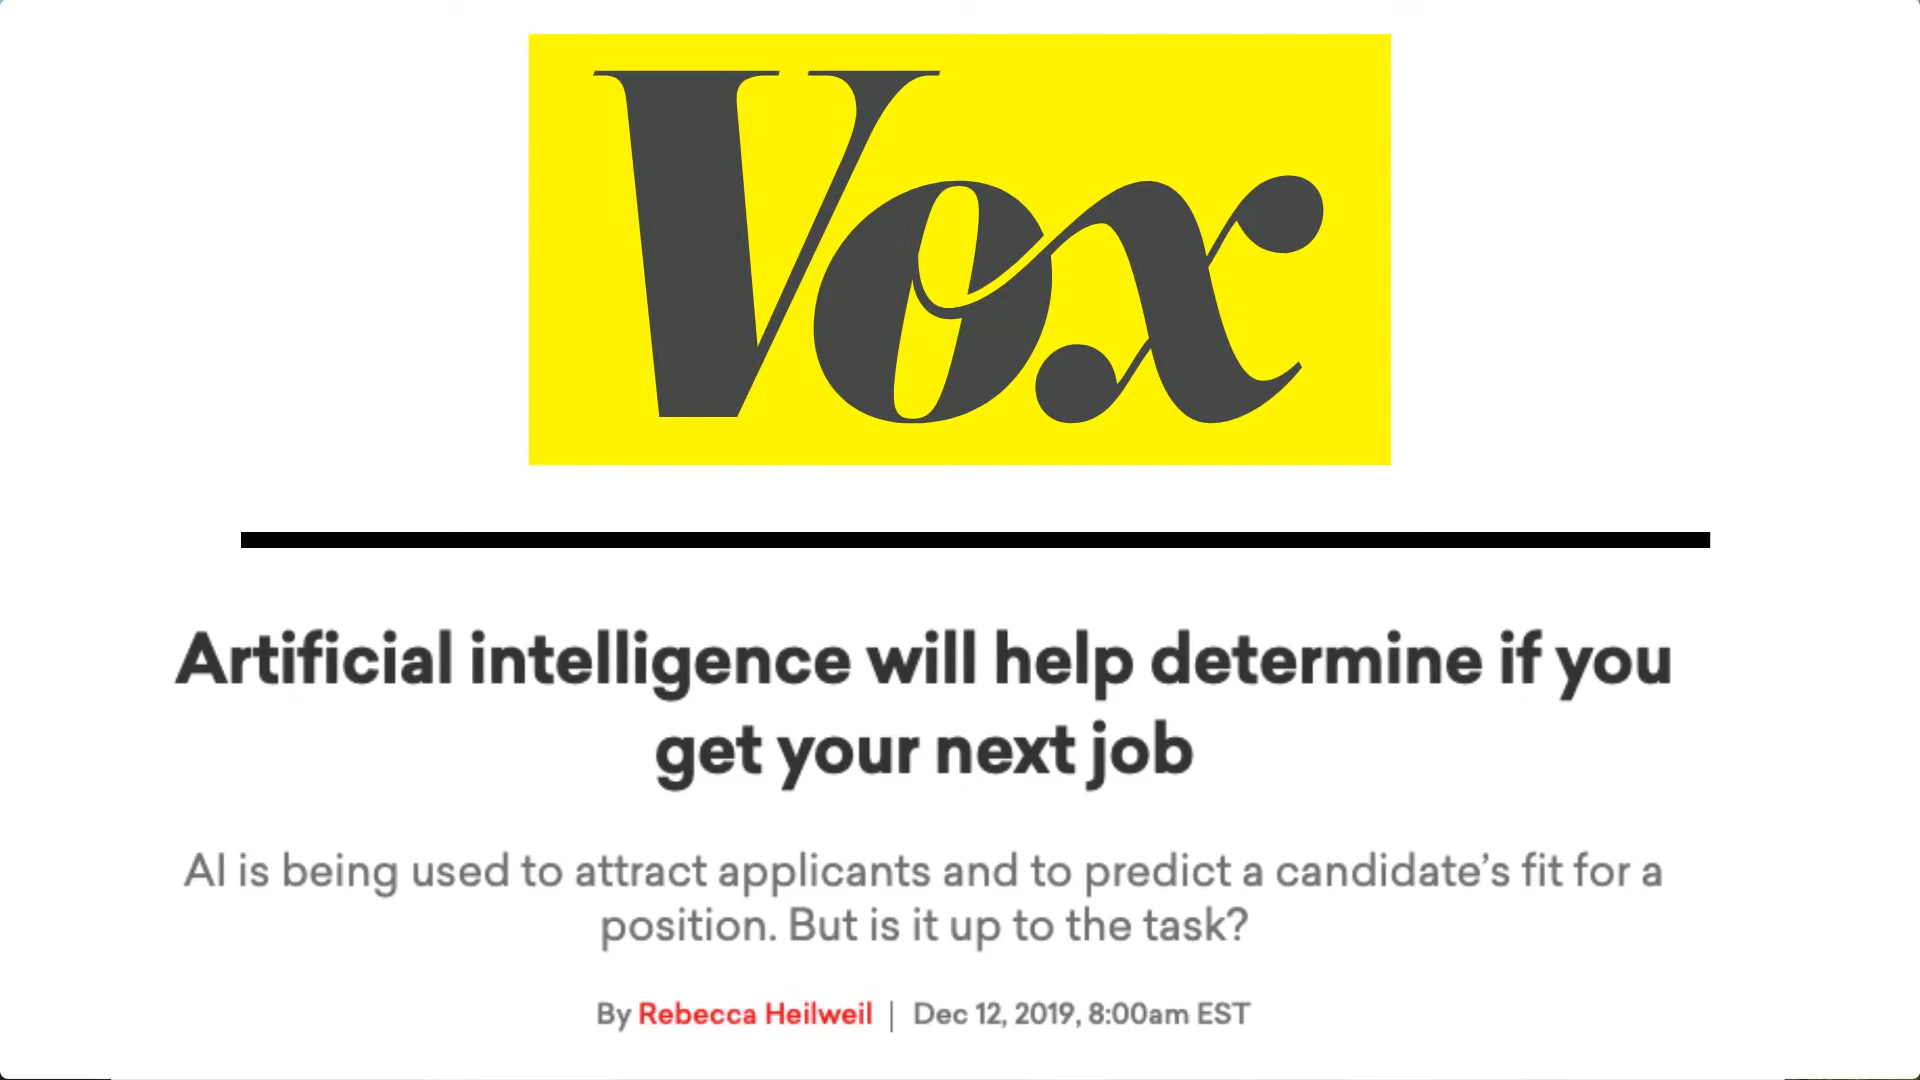 Vox
Artificial intelligence will help determine if you
get your next job
AI is being used to attract applicants and to predict a candidate’s fit for a
position. But is it up to the task?
By Rebecca Heilweil | Dec 12, 2019, 8:00am EST